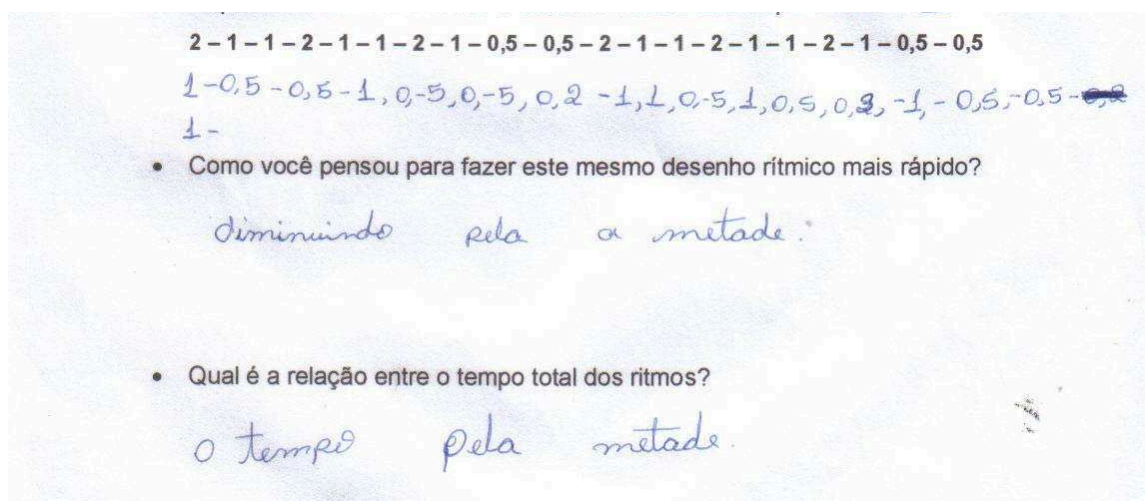 2 – 1 – 1 – 2 – 1 – 1 – 2 – 1 – 0,5 – 0,5 – 2 – 1 – 1 – 2 – 1 – 1 – 2 – 1 – 0,5 – 0,5
1-0,5 - 0,5 - 1, 0,-5, 0,-5, 0,2 -1, 1, 0,-5, 1, 0,5, 0,2, -1, - 0,5,-0,5-
1 -
• Como você pensou para fazer este mesmo desenho rítmico mais rápido?
diminuindo pela a metade.
• Qual é a relação entre o tempo total dos ritmos?
o tempo pela metade.